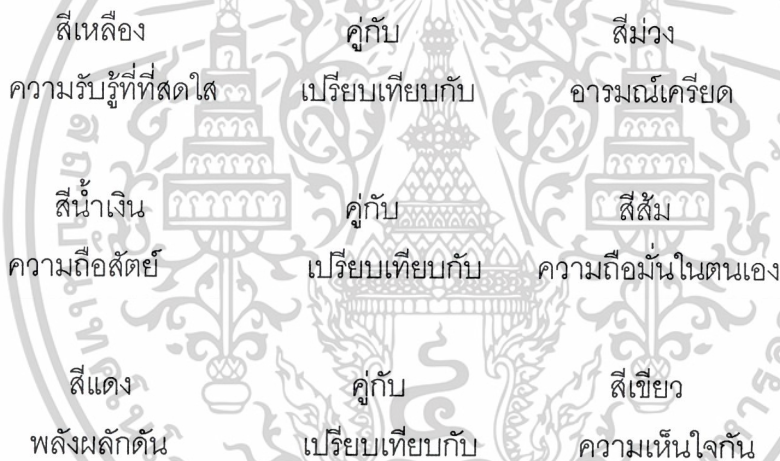 สีเหลือง คู่กับ สีม่วง
ความรับรู้ที่ที่สดใส เปรียบเทียบกับ อารมณ์เครียด
สีน้ำเงิน คู่กับ สีส้ม
ความถือสัตย์ เปรียบเทียบกับ ความถือมั่นในตนเอง
สีแดง คู่กับ สีเขียว
พลังผลักดัน เปรียบเทียบกับ ความเห็นใจกัน